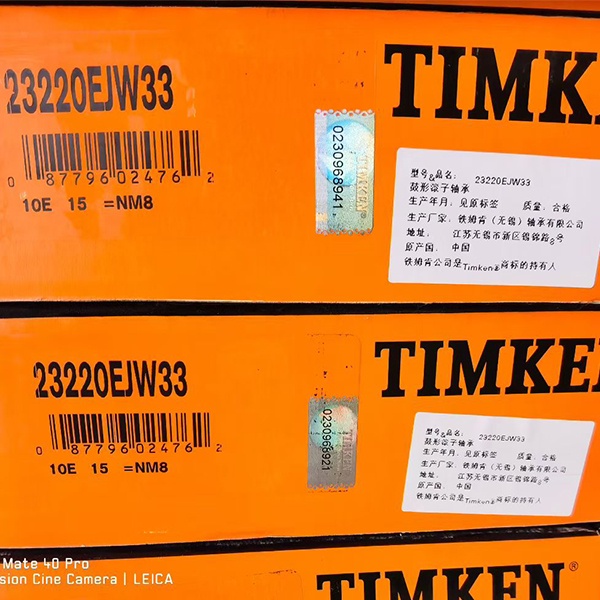 23220EJW33
TIMK
0 87796 02476 2
10E 15 =NM8
0230968941
TIMKEN®
型号&品名: 23220EJW33
鼓形滚子轴承
生产年月: 见原标签 质量: 合格
生产厂家: 铁姆肯(无锡)轴承有限公司
地址: 江苏无锡市新区锡锦路8号
原产国: 中国
铁姆肯公司是Timken®商标的持有人
23220EJW33
TIMKE
0 87796 02476 2
10E 15 =NM8
0230968921
型号&品名: 23220EJW33
鼓形滚子轴承
生产年月: 见原标签 质量: 合格
生产厂家: 铁姆肯(无锡)轴承有限公司
地址: 江苏无锡市新区锡锦路8号
原产国: 中国
铁姆肯公司是Timken®商标的持有人
TIMKEN®
Mate 40 Pro
sion Cine Camera | LEICA